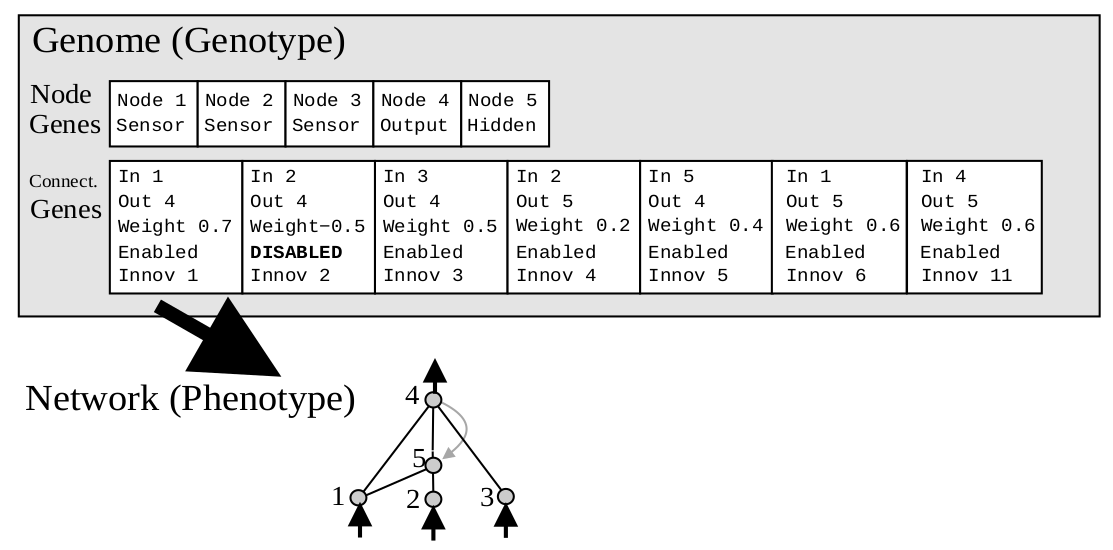 Genome (Genotype)
Node Genes
Node 1 Node 2 Node 3 Node 4 Node 5
Sensor Sensor Sensor Output Hidden
Connect. Genes
In 1 In 2 In 3 In 2 In 5 In 1 In 4
Out 4 Out 4 Out 4 Out 5 Out 4 Out 5 Out 5
Weight 0.7 Weight−0.5 Weight 0.5 Weight 0.2 Weight 0.4 Weight 0.6 Weight 0.6
Enabled DISABLED Enabled Enabled Enabled Enabled Enabled
Innov 1 Innov 2 Innov 3 Innov 4 Innov 5 Innov 6 Innov 11
Network (Phenotype)
4
5
1 2 3